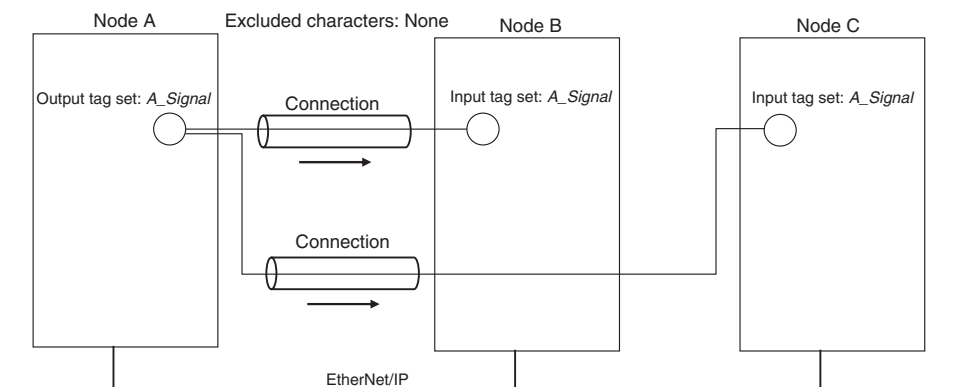 Node A
Excluded characters: None
Node B
Node C
Output tag set: A_Signal
Connection
Input tag set: A_Signal
Input tag set: A_Signal
Connection
EtherNet/IP